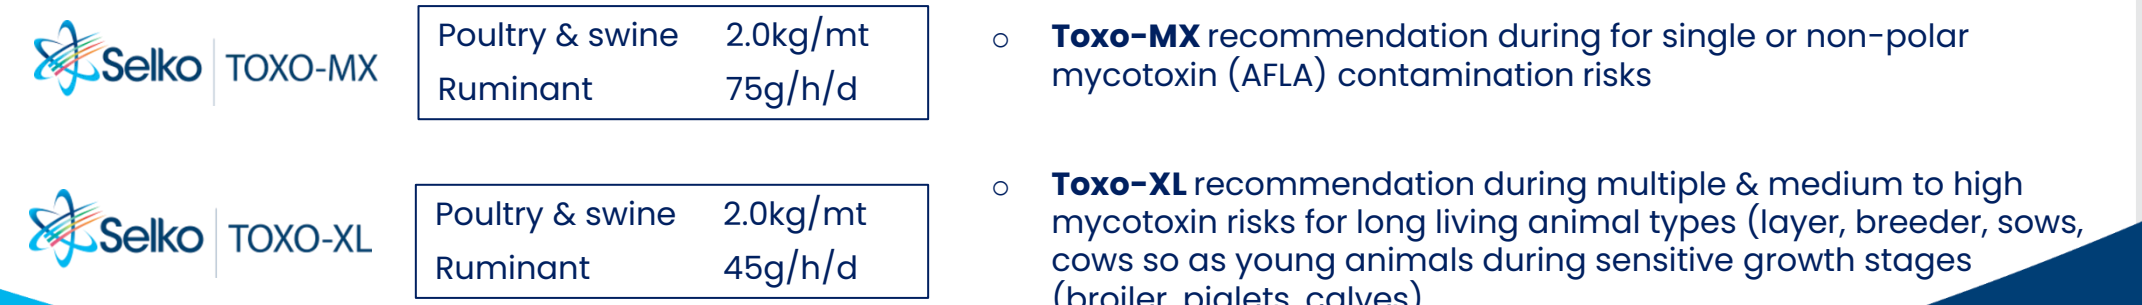 Selko TOXO-MX
Poultry & swine 2.0kg/mt
Ruminant 75g/h/d
o Toxo-MX recommendation during for single or non-polar
mycotoxin (AFLA) contamination risks
Selko TOXO-XL
Poultry & swine 2.0kg/mt
Ruminant 45g/h/d
o Toxo-XL recommendation during multiple & medium to high
mycotoxin risks for long living animal types (layer, breeder, sows,
cows so as young animals during sensitive growth stages
(broiler, piglets, calves)